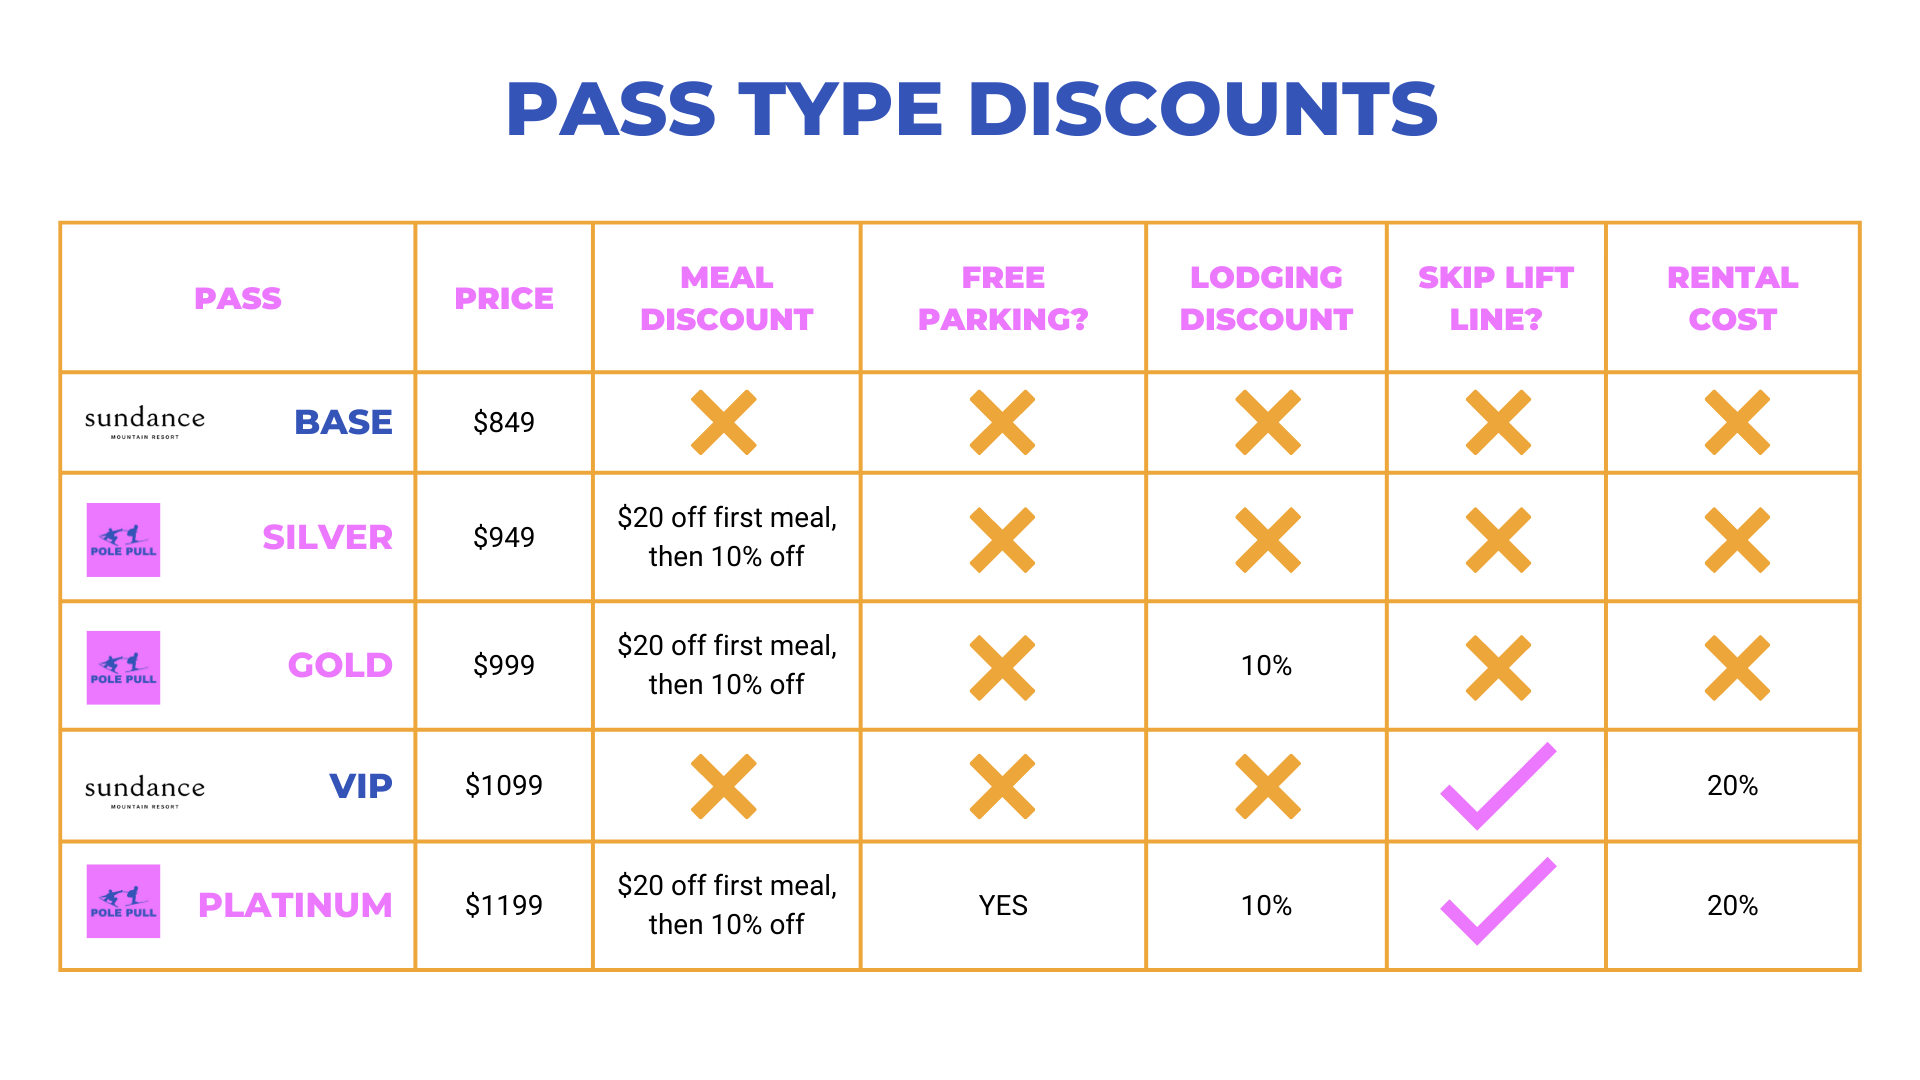 PASS TYPE DISCOUNTS
PASS
PRICE
MEAL
DISCOUNT
FREE
PARKING?
LODGING
DISCOUNT
SKIP LIFT
LINE?
RENTAL
COST
sundance
MOUNTAIN RESORT
BASE
$849
POLE PULL
SILVER
$949
$20 off first meal,
then 10% off
POLE PULL
GOLD
$999
$20 off first meal,
then 10% off
10%
sundance
MOUNTAIN RESORT
VIP
$1099
20%
POLE PULL
PLATINUM
$1199
$20 off first meal,
then 10% off
YES
10%
20%